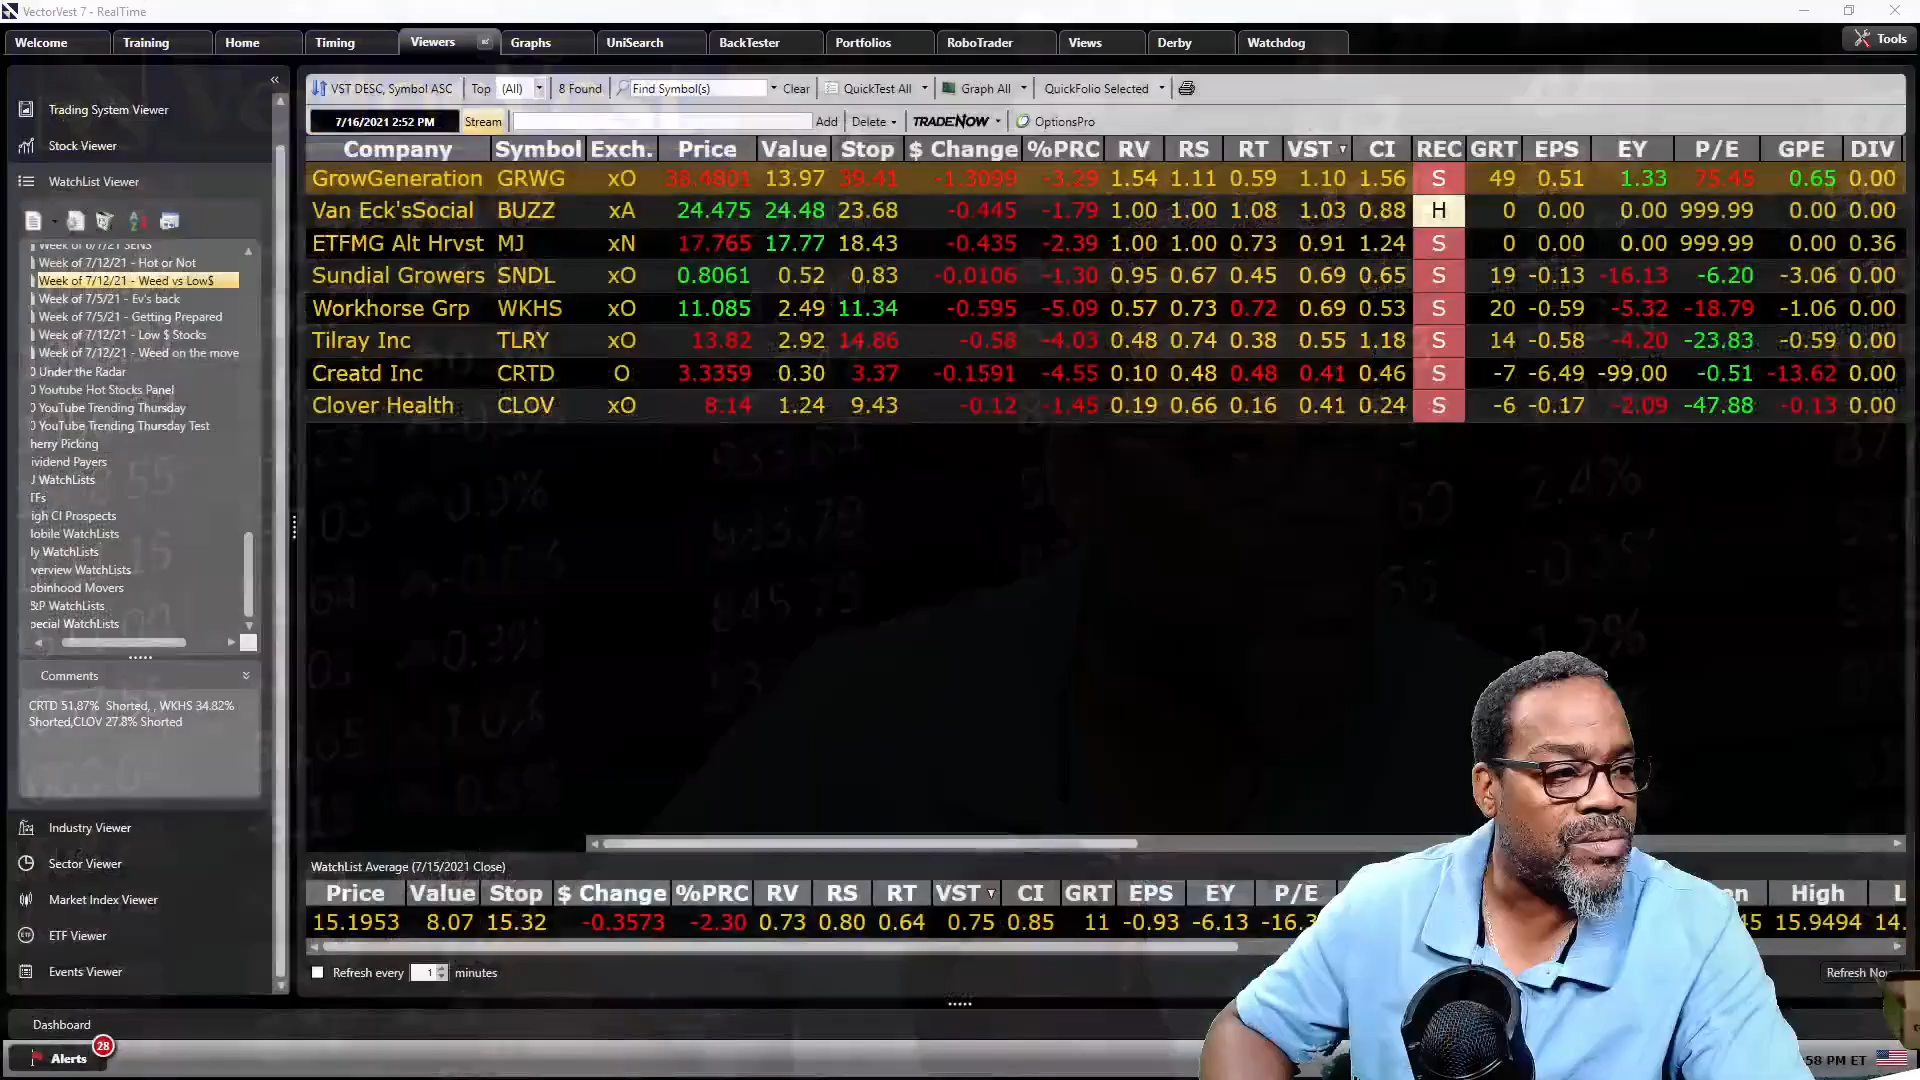 VectorVest 7 - RealTime
Welcome Training Home Timing Viewers Graphs UniSearch BackTester Portfolios RoboTrader Views Derby Watchdog Tools
Trading System Viewer
Stock Viewer
WatchList Viewer
Week of 7/12/21 - Hot or Not
Week of 7/12/21 - Weed vs Low$
Week of 7/5/21 - Ev's back
Week of 7/5/21 - Getting Prepared
Week of 7/12/21 - Low $ Stocks
Week of 7/12/21 - Weed on the move
Under the Radar
Youtube Hot Stocks Panel
YouTube Trending Thursday
YouTube Trending Thursday Test
herry Picking
ividend Payers
J WatchLists
TFs
igh CI Prospects
lobile WatchLists
ly WatchLists
verview WatchLists
obinhood Movers
&P WatchLists
pecial WatchLists
Comments
CRTD 51.87% Shorted, , WKHS 34.82%
Shorted,CLOV 27.8% Shorted
Industry Viewer
Sector Viewer
Market Index Viewer
ETF Viewer
Events Viewer
Dashboard
Alerts 28
VST DESC, Symbol ASC Top (All) 8 Found Find Symbol(s) Clear QuickTest All Graph All QuickFolio Selected
7/16/2021 2:52 PM Stream Add Delete TRADENOW OptionsPro
Company Symbol Exch. Price Value Stop $ Change %PRC RV RS RT VST CI REC GRT EPS EY P/E GPE DIV
GrowGeneration GRWG xO 38.4801 13.97 39.41 -1.3099 -3.29 1.54 1.11 0.59 1.10 1.56 S 49 0.51 1.33 75.45 0.65 0.00
Van Eck'sSocial BUZZ xA 24.475 24.48 23.68 -0.445 -1.79 1.00 1.00 1.08 1.03 0.88 H 0 0.00 0.00 999.99 0.00 0.00
ETFMG Alt Hrvst MJ xN 17.765 17.77 18.43 -0.435 -2.39 1.00 1.00 0.73 0.91 1.24 S 0 0.00 0.00 999.99 0.00 0.36
Sundial Growers SNDL xO 0.8061 0.52 0.83 -0.0106 -1.30 0.95 0.67 0.45 0.69 0.65 S 19 -0.13 -16.13 -6.20 -3.06 0.00
Workhorse Grp WKHS xO 11.085 2.49 11.34 -0.595 -5.09 0.57 0.73 0.72 0.69 0.53 S 20 -0.59 -5.32 -18.79 -1.06 0.00
Tilray Inc TLRY xO 13.82 2.92 14.86 -0.58 -4.03 0.48 0.74 0.38 0.55 1.18 S 14 -0.58 -4.20 -23.83 -0.59 0.00
Creatd Inc CRTD O 3.3359 0.30 3.37 -0.1591 -4.55 0.10 0.48 0.48 0.41 0.46 S -7 -6.49 -99.00 -0.51 -13.62 0.00
Clover Health CLOV xO 8.14 1.24 9.43 -0.12 -1.45 0.19 0.66 0.16 0.41 0.24 S -6 -0.17 -2.09 -47.88 -0.13 0.00
WatchList Average (7/15/2021 Close)
Price Value Stop $ Change %PRC RV RS RT VST CI GRT EPS EY P/E High
15.1953 8.07 15.32 -0.3573 -2.30 0.73 0.80 0.64 0.75 0.85 11 -0.93 -6.13 -16.3 15.9494 14.
Refresh every 1 minutes
Refresh No
58 PM ET